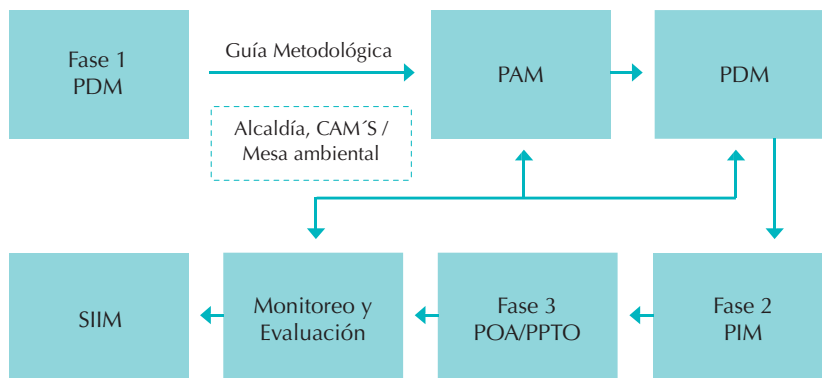 Fase 1
PDM
Guía Metodológica
Alcaldía, CAM´S /
Mesa ambiental
PAM
PDM
SIIM
Monitoreo y
Evaluación
Fase 3
POA/PPTO
Fase 2
PIM